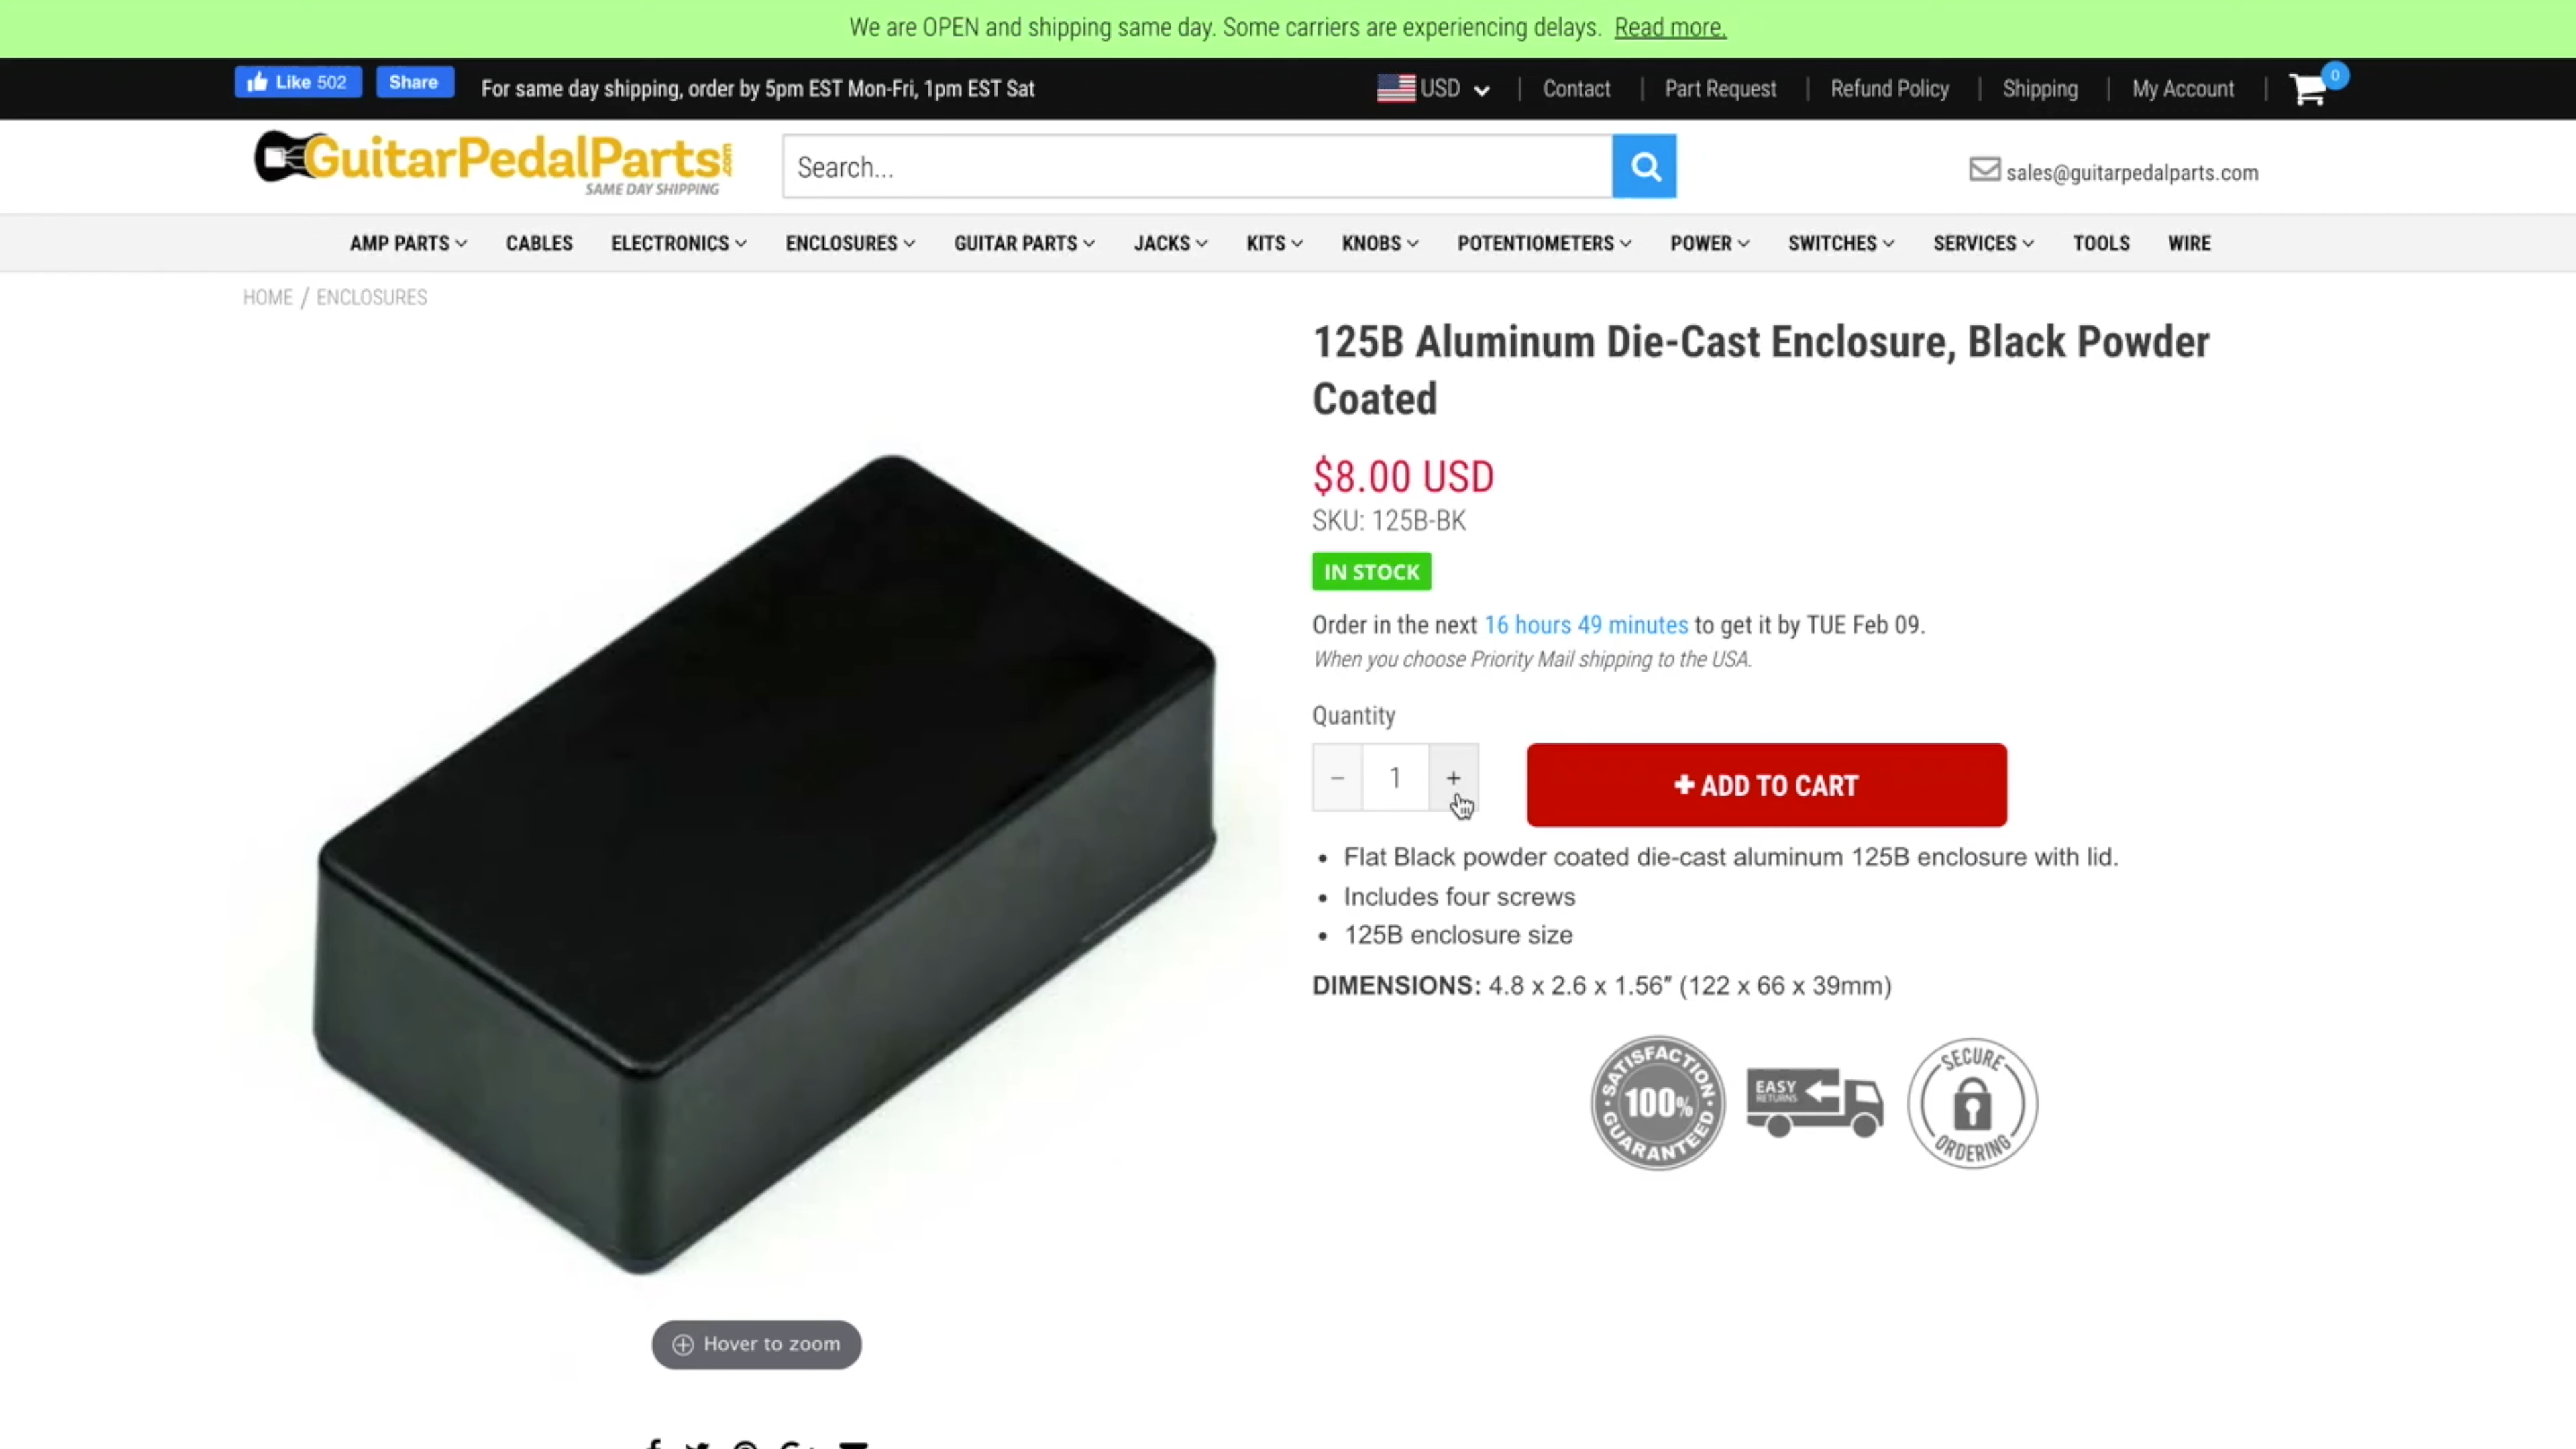 We are OPEN and shipping same day. Some carriers are experiencing delays. Read more.
Like 502 Share For same day shipping, order by 5pm EST Mon-Fri, 1pm EST Sat USD Contact Part Request Refund Policy Shipping My Account 0
GuitarPedalParts.com
SAME DAY SHIPPING
Search...
sales@guitarpedalparts.com
AMP PARTS CABLES ELECTRONICS ENCLOSURES GUITAR PARTS JACKS KITS KNOBS POTENTIOMETERS POWER SWITCHES SERVICES TOOLS WIRE
HOME / ENCLOSURES
125B Aluminum Die-Cast Enclosure, Black Powder
Coated
$8.00 USD
SKU: 125B-BK
IN STOCK
Order in the next 16 hours 49 minutes to get it by TUE Feb 09.
When you choose Priority Mail shipping to the USA.
Quantity
− 1 +
+ ADD TO CART
• Flat Black powder coated die-cast aluminum 125B enclosure with lid.
• Includes four screws
• 125B enclosure size
DIMENSIONS: 4.8 x 2.6 x 1.56″ (122 x 66 x 39mm)
SATISFACTION
100%
GUARANTEED
EASY
RETURNS
SECURE
ORDERING
Hover to zoom